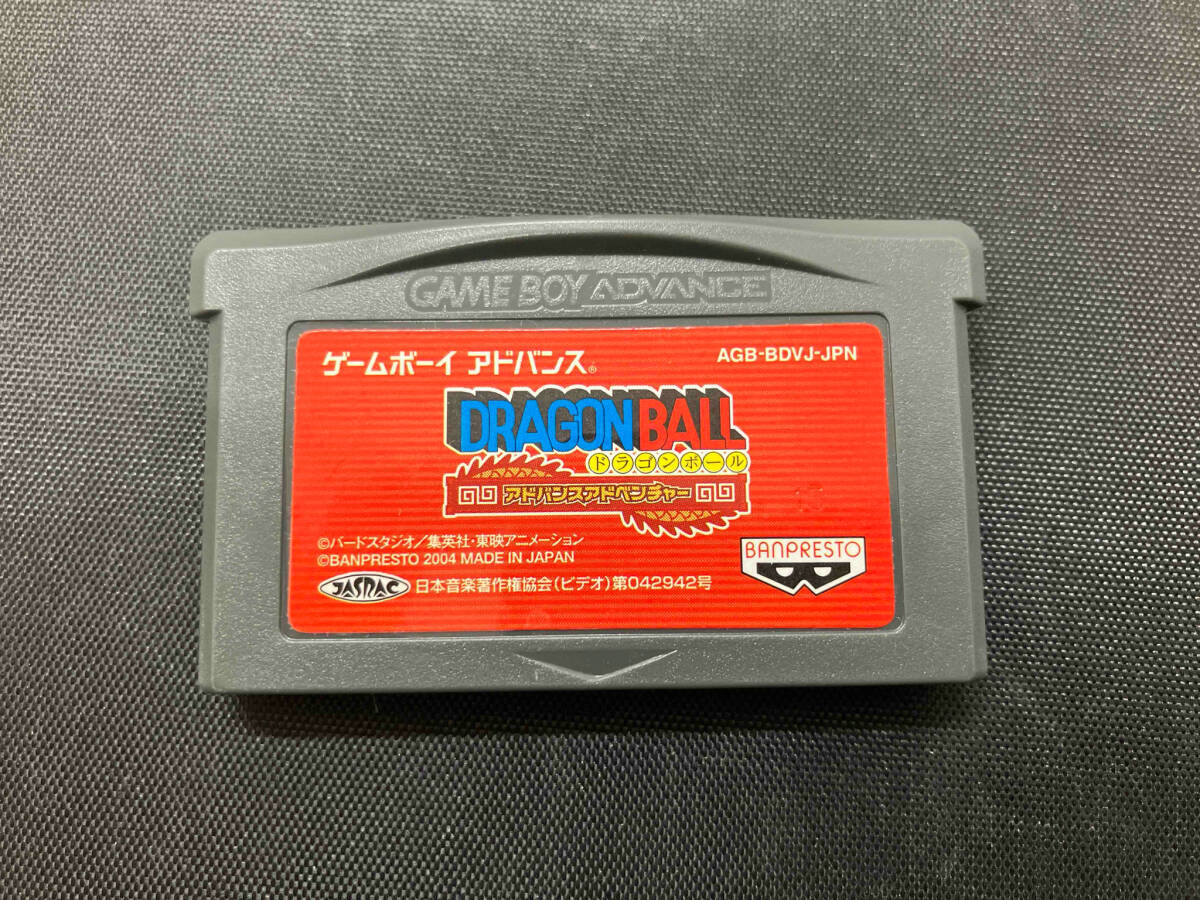 GAME BOY ADVANCE
ゲームボーイ アドバンス®
AGB-BDVJ-JPN
DRAGON BALL
ドラゴンボール
アドバンスアドベンチャー
©バードスタジオ/集英社・東映アニメーション
©BANPRESTO 2004 MADE IN JAPAN
BANPRESTO
JASRAC 日本音楽著作権協会(ビデオ)第042942号